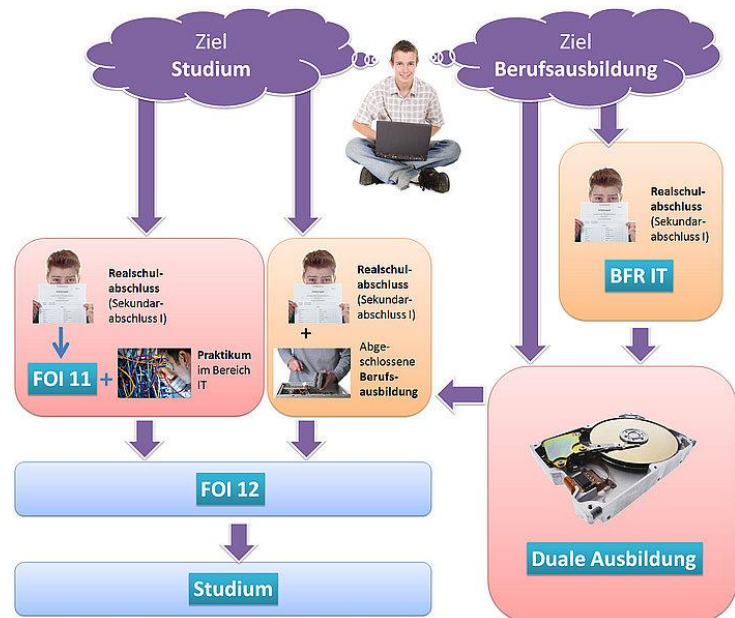 Ziel
Studium
Ziel
Berufsausbildung
Realschul-
abschluss
(Sekundar-
abschluss I)
BFR IT
Realschul-
abschluss
(Sekundar-
abschluss I)
FOI 11
+
Praktikum
im Bereich
IT
Realschul-
abschluss
(Sekundar-
abschluss I)
+
Abge-
schlossene
Berufs-
ausbildung
FOI 12
Studium
Duale Ausbildung